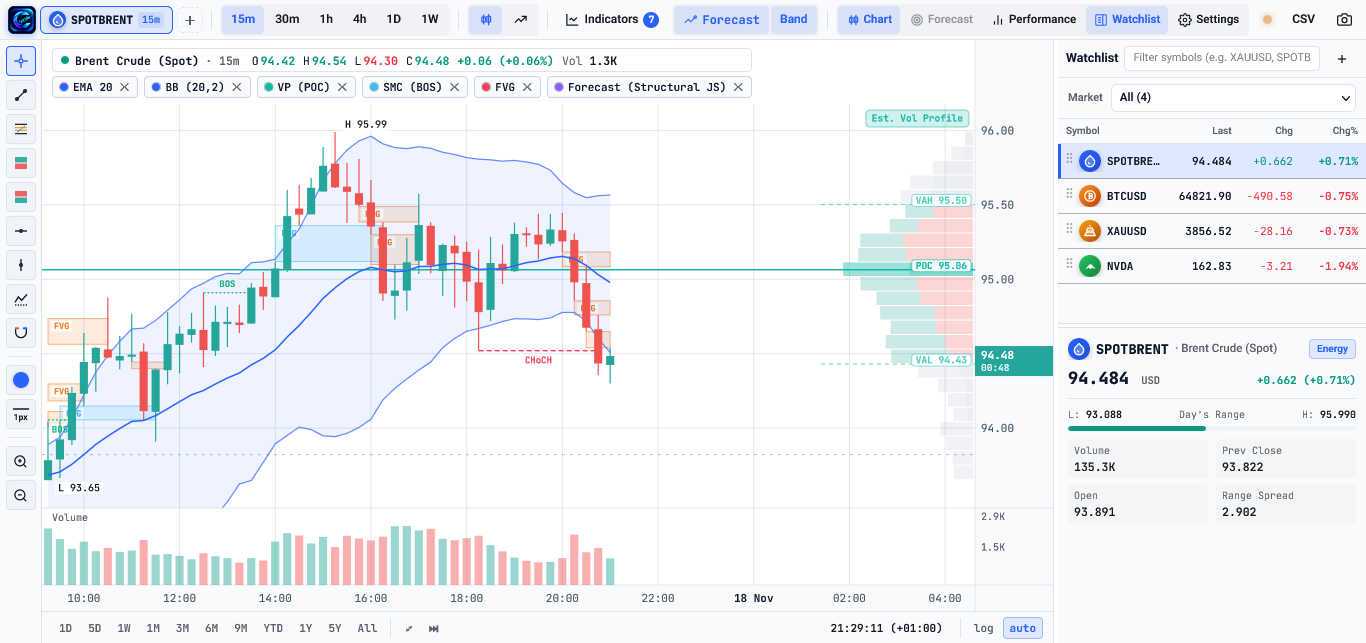 SPOTBRENT 15m + 15m 30m 1h 4h 1D 1W Indicators 7 Forecast Band Chart Forecast Performance Watchlist Settings CSV
Brent Crude (Spot) · 15m O94.42 H94.54 L94.30 C94.48 +0.06 (+0.06%) Vol 1.3K
EMA 20 BB (20,2) VP (POC) SMC (BOS) FVG Forecast (Structural JS)
Est. Vol Profile
H 95.99
96.00
VAH 95.50
95.50
POC 95.06
95.00
BOS
FVG
CHoCH
94.48
00:48
VAL 94.43
FVG
94.00
L 93.65
Volume
2.9K
1.5K
10:00 12:00 14:00 16:00 18:00 20:00 22:00 18 Nov 02:00 04:00
1D 5D 1W 1M 3M 6M 9M YTD 1Y 5Y All 21:29:11 (+01:00) log auto
1px
Watchlist Filter symbols (e.g. XAUUSD, SPOTB +
Market All (4)
Symbol Last Chg Chg%
SPOTBRE… 94.484 +0.662 +0.71%
BTCUSD 64821.90 -490.58 -0.75%
XAUUSD 3856.52 -28.16 -0.73%
NVDA 162.83 -3.21 -1.94%
SPOTBRENT · Brent Crude (Spot) Energy
94.484 USD +0.662 (+0.71%)
L: 93.088 Day's Range H: 95.990
Volume Prev Close
135.3K 93.822
Open Range Spread
93.891 2.902